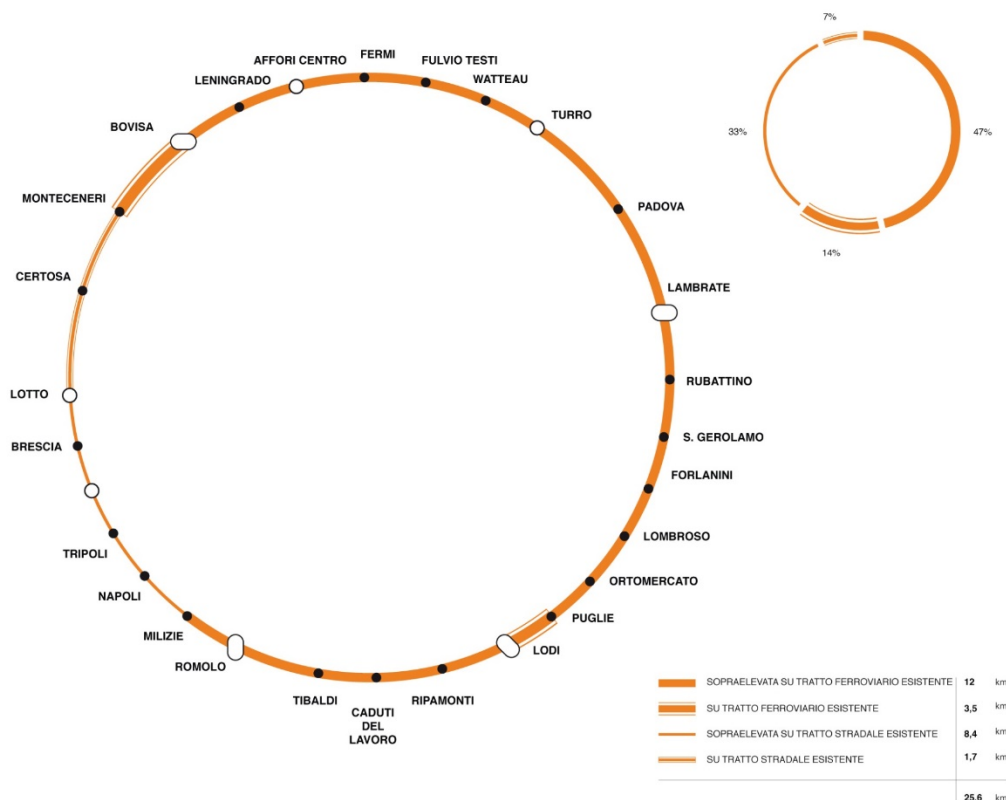 7%
33%
47%
14%
AFFORI CENTRO
FERMI
FULVIO TESTI
LENINGRADO
WATTEAU
TURRO
BOVISA
MONTECENERI
PADOVA
CERTOSA
LAMBRATE
LOTTO
RUBATTINO
BRESCIA
S. GEROLAMO
FORLANINI
TRIPOLI
LOMBROSO
NAPOLI
ORTOMERCATO
MILIZIE
PUGLIE
ROMOLO
LODI
TIBALDI
CADUTI
DEL
LAVORO
RIPAMONTI
SOPRAELEVATA SU TRATTO FERROVIARIO ESISTENTE 12 km
SU TRATTO FERROVIARIO ESISTENTE 3,5 km
SOPRAELEVATA SU TRATTO STRADALE ESISTENTE 8,4 km
SU TRATTO STRADALE ESISTENTE 1,7 km
25,6 km